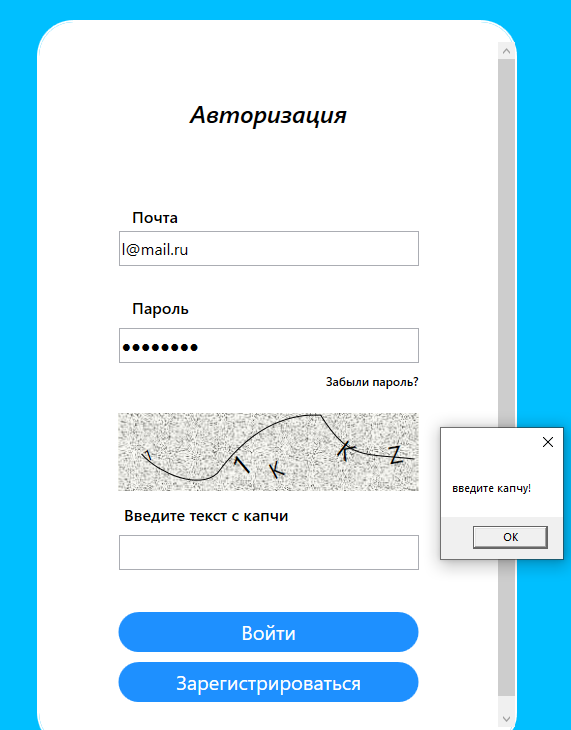 Авторизация
Почта
l@mail.ru
Пароль
Забыли пароль?
введите капчу!
OK
Введите текст с капчи
Войти
Зарегистрироваться